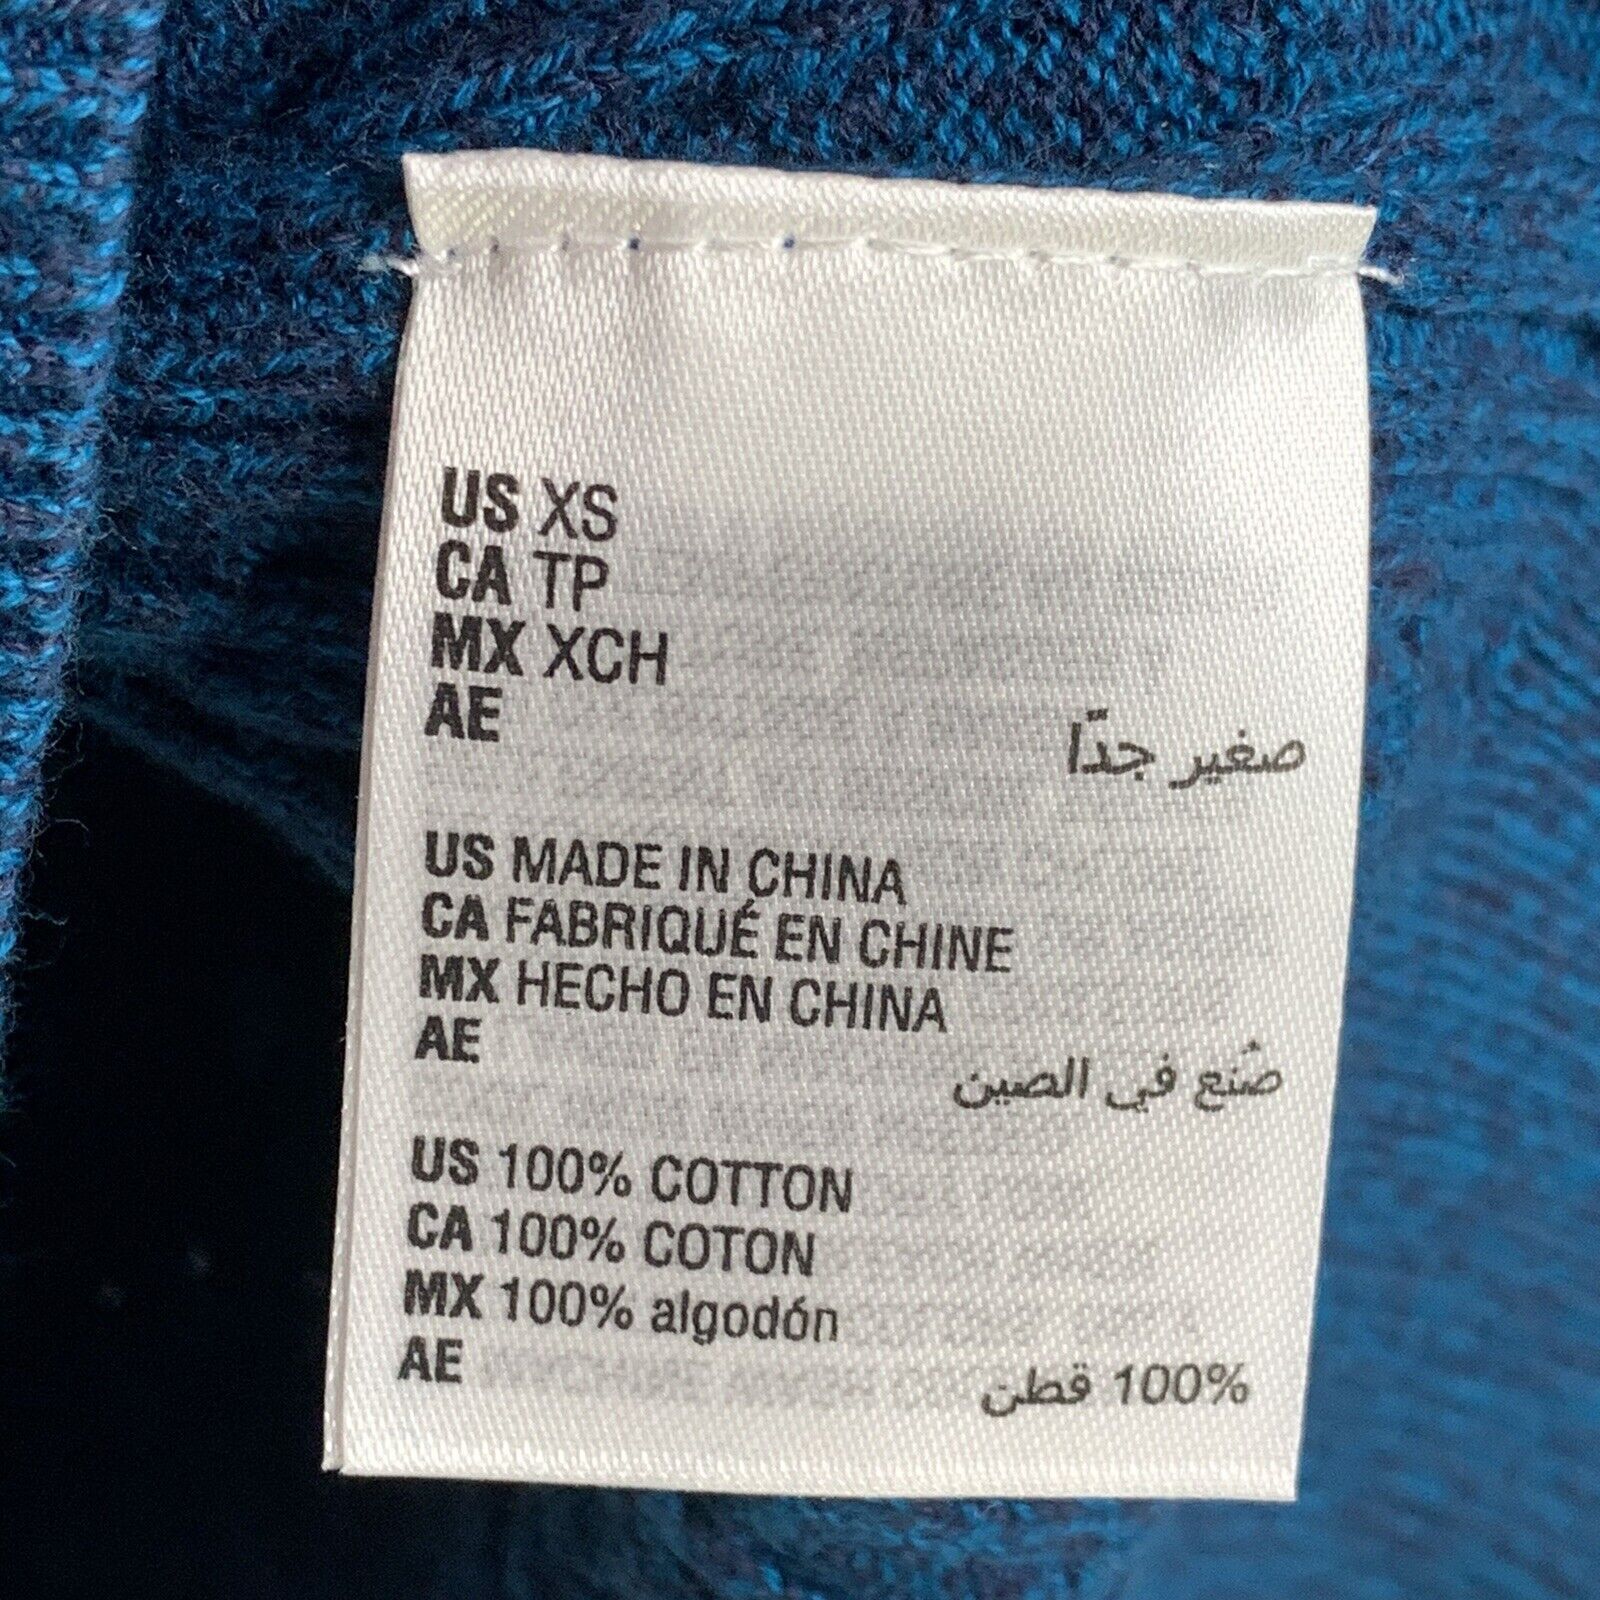 US XS
CA TP
MX XCH
AE
صغير جدًا
US MADE IN CHINA
CA FABRIQUÉ EN CHINE
MX HECHO EN CHINA
AE
صُنع في الصين
US 100% COTTON
CA 100% COTON
MX 100% algodón
AE
100% قطن